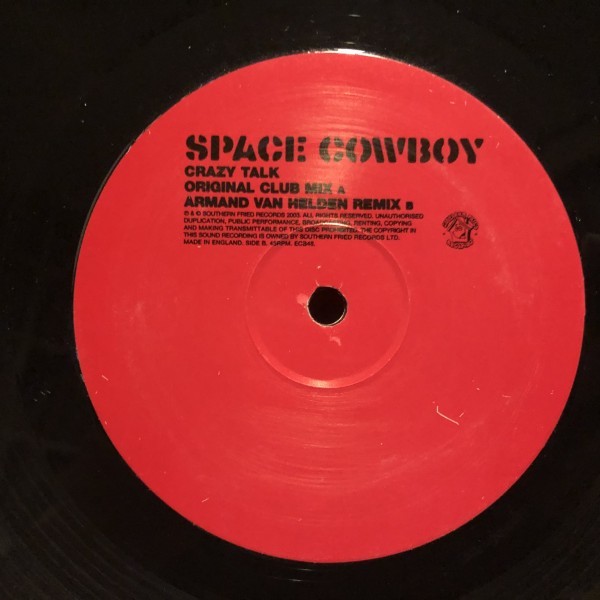 SPACE COWBOY
CRAZY TALK
ORIGINAL CLUB MIX A
ARMAND VAN HELDEN REMIX B
℗ & © SOUTHERN FRIED RECORDS 2003. ALL RIGHTS RESERVED. UNAUTHORISED
DUPLICATION, PUBLIC PERFORMANCE, BROADCASTING, RENTING, COPYING
AND MAKING TRANSMITTABLE OF THIS DISC PROHIBITED. THE COPYRIGHT IN
THIS SOUND RECORDING IS OWNED BY SOUTHERN FRIED RECORDS LTD.
MADE IN ENGLAND. SIDE B. 45RPM.